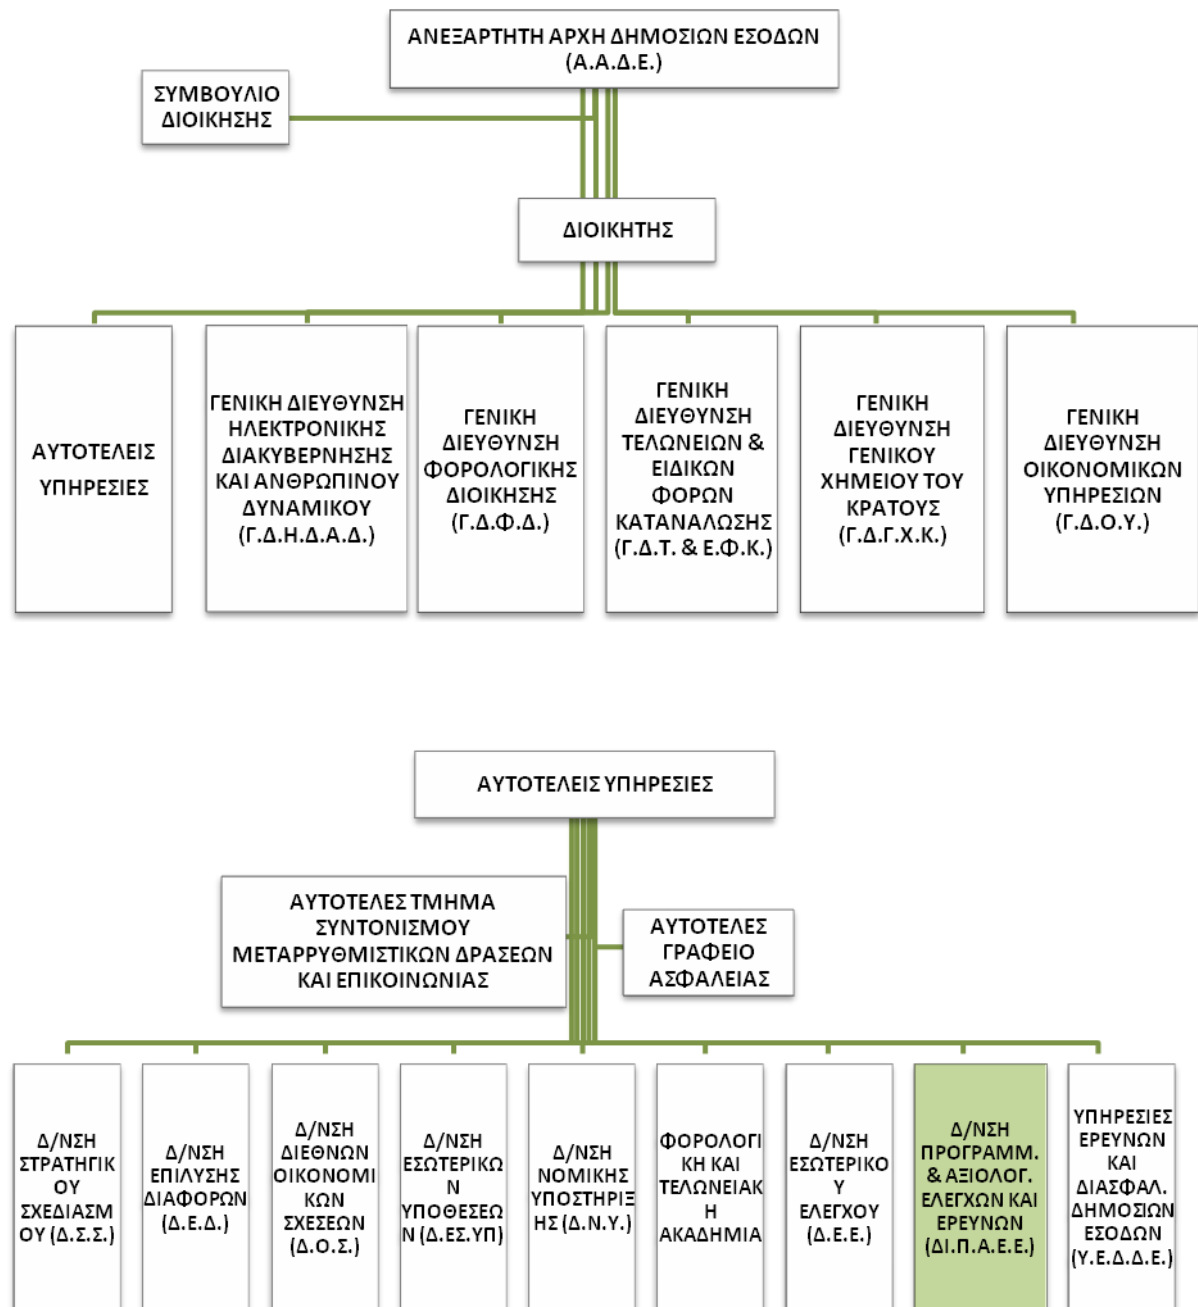 ΑΝΕΞΑΡΤΗΤΗ ΑΡΧΗ ΔΗΜΟΣΙΩΝ ΕΣΟΔΩΝ
(Α.Α.Δ.Ε.)
ΣΥΜΒΟΥΛΙΟ
ΔΙΟΙΚΗΣΗΣ
ΔΙΟΙΚΗΤΗΣ
ΑΥΤΟΤΕΛΕΙΣ
ΥΠΗΡΕΣΙΕΣ
ΓΕΝΙΚΗ ΔΙΕΥΘΥΝΣΗ
ΗΛΕΚΤΡΟΝΙΚΗΣ
ΔΙΑΚΥΒΕΡΝΗΣΗΣ
ΚΑΙ ΑΝΘΡΩΠΙΝΟΥ
ΔΥΝΑΜΙΚΟΥ
(Γ.Δ.Η.Δ.Α.Δ.)
ΓΕΝΙΚΗ
ΔΙΕΥΘΥΝΣΗ
ΦΟΡΟΛΟΓΙΚΗΣ
ΔΙΟΙΚΗΣΗΣ
(Γ.Δ.Φ.Δ.)
ΓΕΝΙΚΗ
ΔΙΕΥΘΥΝΣΗ
ΤΕΛΩΝΕΙΩΝ &
ΕΙΔΙΚΩΝ
ΦΟΡΩΝ
ΚΑΤΑΝΑΛΩΣΗΣ
(Γ.Δ.Τ. & Ε.Φ.Κ.)
ΓΕΝΙΚΗ
ΔΙΕΥΘΥΝΣΗ
ΓΕΝΙΚΟΥ
ΧΗΜΕΙΟΥ ΤΟΥ
ΚΡΑΤΟΥΣ
(Γ.Δ.Γ.Χ.Κ.)
ΓΕΝΙΚΗ
ΔΙΕΥΘΥΝΣΗ
ΟΙΚΟΝΟΜΙΚΩΝ
ΥΠΗΡΕΣΙΩΝ
(Γ.Δ.Ο.Υ.)
ΑΥΤΟΤΕΛΕΙΣ ΥΠΗΡΕΣΙΕΣ
ΑΥΤΟΤΕΛΕΣ ΤΜΗΜΑ
ΣΥΝΤΟΝΙΣΜΟΥ
ΜΕΤΑΡΡΥΘΜΙΣΤΙΚΩΝ ΔΡΑΣΕΩΝ
ΚΑΙ ΕΠΙΚΟΙΝΩΝΙΑΣ
ΑΥΤΟΤΕΛΕΣ
ΓΡΑΦΕΙΟ
ΑΣΦΑΛΕΙΑΣ
Δ/ΝΣΗ
ΣΤΡΑΤΗΓΙΚ
ΟΥ
ΣΧΕΔΙΑΣΜ
ΟΥ (Δ.Σ.Σ.)
Δ/ΝΣΗ
ΕΠΙΛΥΣΗΣ
ΔΙΑΦΟΡΩΝ
(Δ.Ε.Δ.)
Δ/ΝΣΗ
ΔΙΕΘΝΩΝ
ΟΙΚΟΝΟΜΙ
ΚΩΝ
ΣΧΕΣΕΩΝ
(Δ.Ο.Σ.)
Δ/ΝΣΗ
ΕΣΩΤΕΡΙΚΩ
Ν
ΥΠΟΘΕΣΕΩ
Ν (Δ.ΕΣ.ΥΠ)
Δ/ΝΣΗ
ΝΟΜΙΚΗΣ
ΥΠΟΣΤΗΡΙΞ
ΗΣ (Δ.Ν.Υ.)
ΦΟΡΟΛΟΓΙ
ΚΗ ΚΑΙ
ΤΕΛΩΝΕΙΑΚ
Η
ΑΚΑΔΗΜΙΑ
Δ/ΝΣΗ
ΕΣΩΤΕΡΙΚΟ
Υ
ΕΛΕΓΧΟΥ
(Δ.Ε.Ε.)
Δ/ΝΣΗ
ΠΡΟΓΡΑΜΜ.
& ΑΞΙΟΛΟΓ.
ΕΛΕΓΧΩΝ ΚΑΙ
ΕΡΕΥΝΩΝ
(ΔΙ.Π.Α.Ε.Ε.)
ΥΠΗΡΕΣΙΕΣ
ΕΡΕΥΝΩΝ
ΚΑΙ
ΔΙΑΣΦΑΛ.
ΔΗΜΟΣΙΩΝ
ΕΣΟΔΩΝ
(Υ.Ε.Δ.Δ.Ε.)